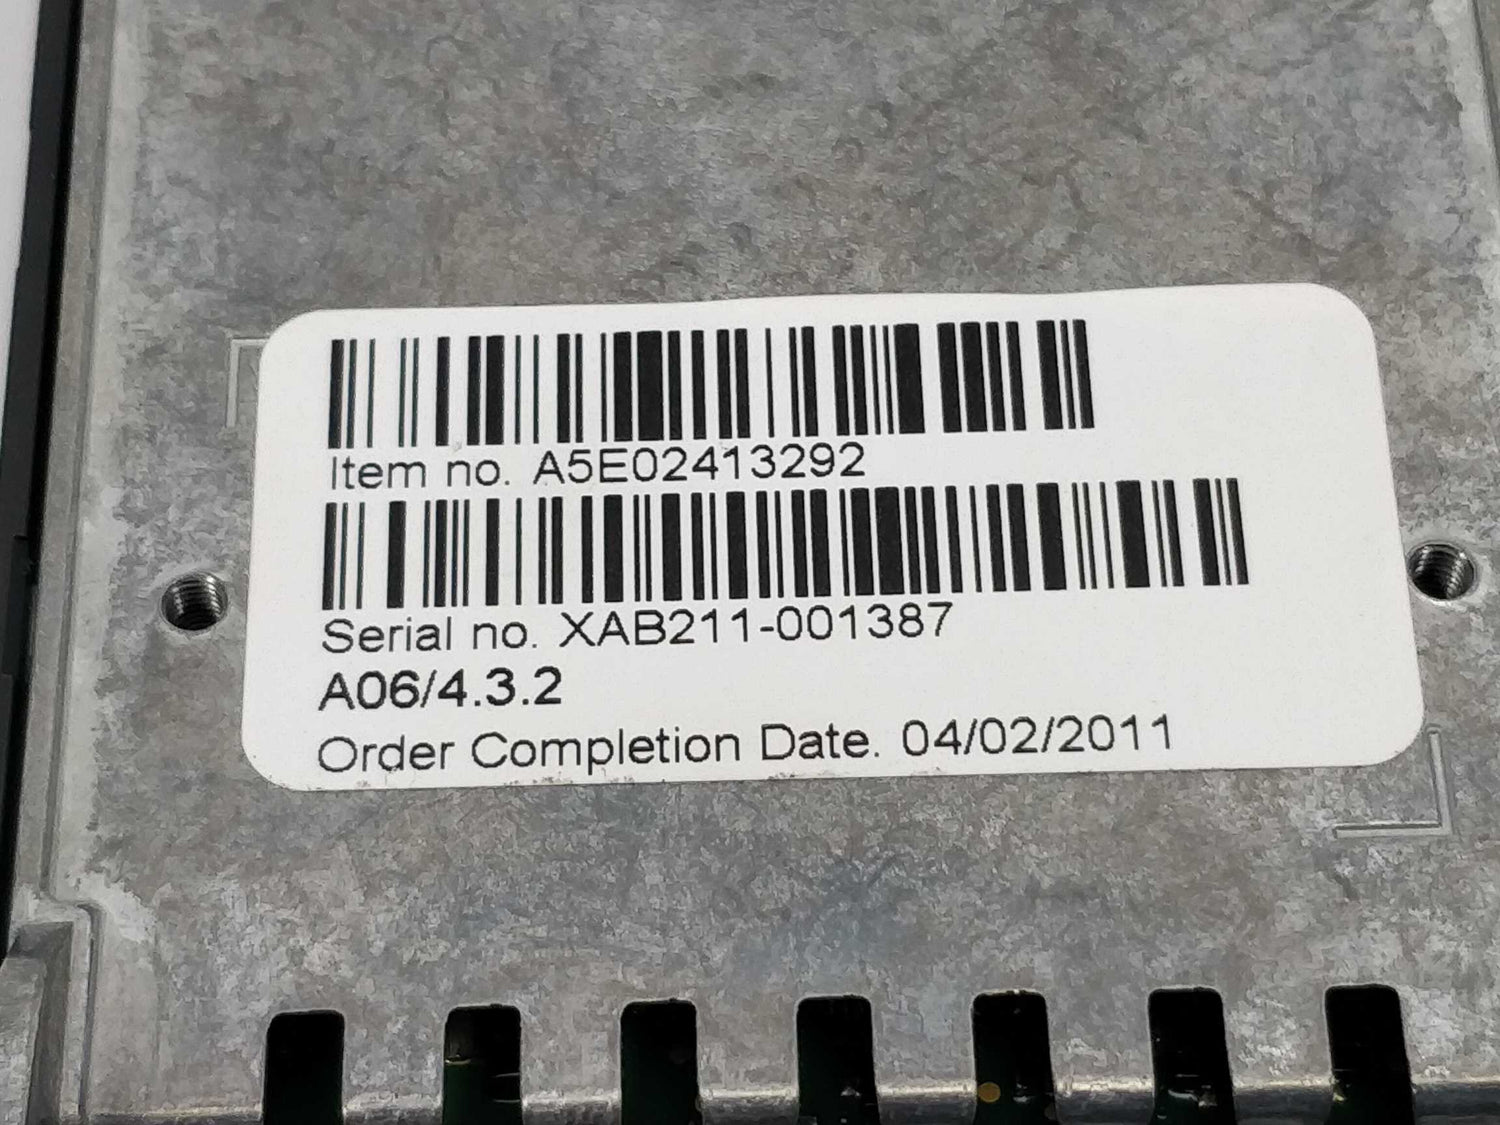 Item no. A5E02413292
Serial no. XAB211-001387
A06/4.3.2
Order Completion Date. 04/02/2011